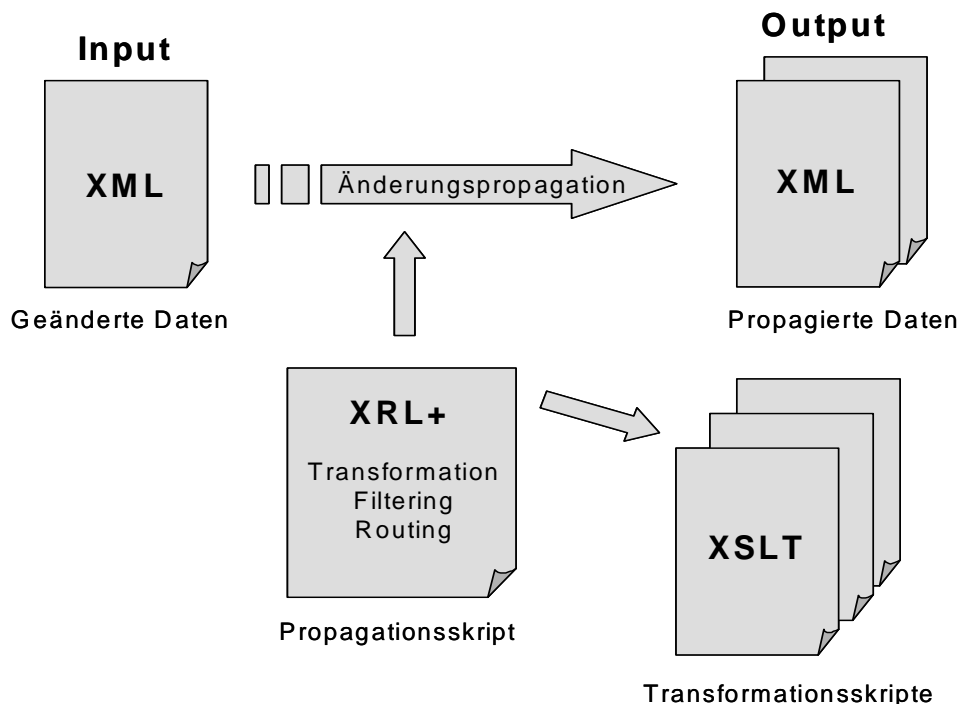 Input
Output
XML
Änderungspropagation
XML
Geänderte Daten
Propagierte Daten
XRL+
Transformation
Filtering
Routing
XSLT
Propagationsskript
Transformationsskripte